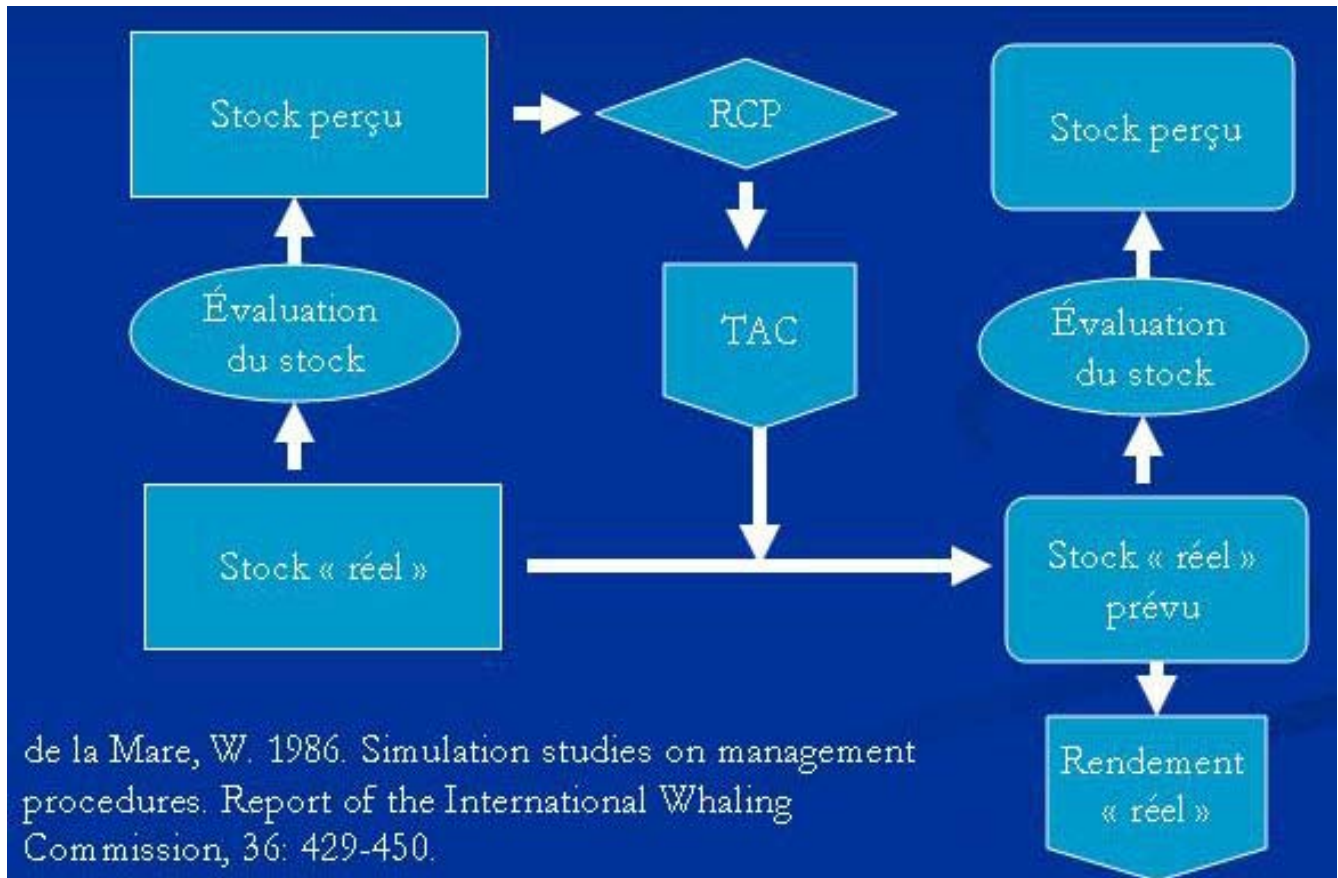 Stock perçu
RCP
Stock perçu
Évaluation
du stock
TAC
Évaluation
du stock
Stock « réel »
Stock « réel »
prévu
Rendement
« réel »
de la Mare, W. 1986. Simulation studies on management
procedures. Report of the International Whaling
Commission, 36: 429-450.